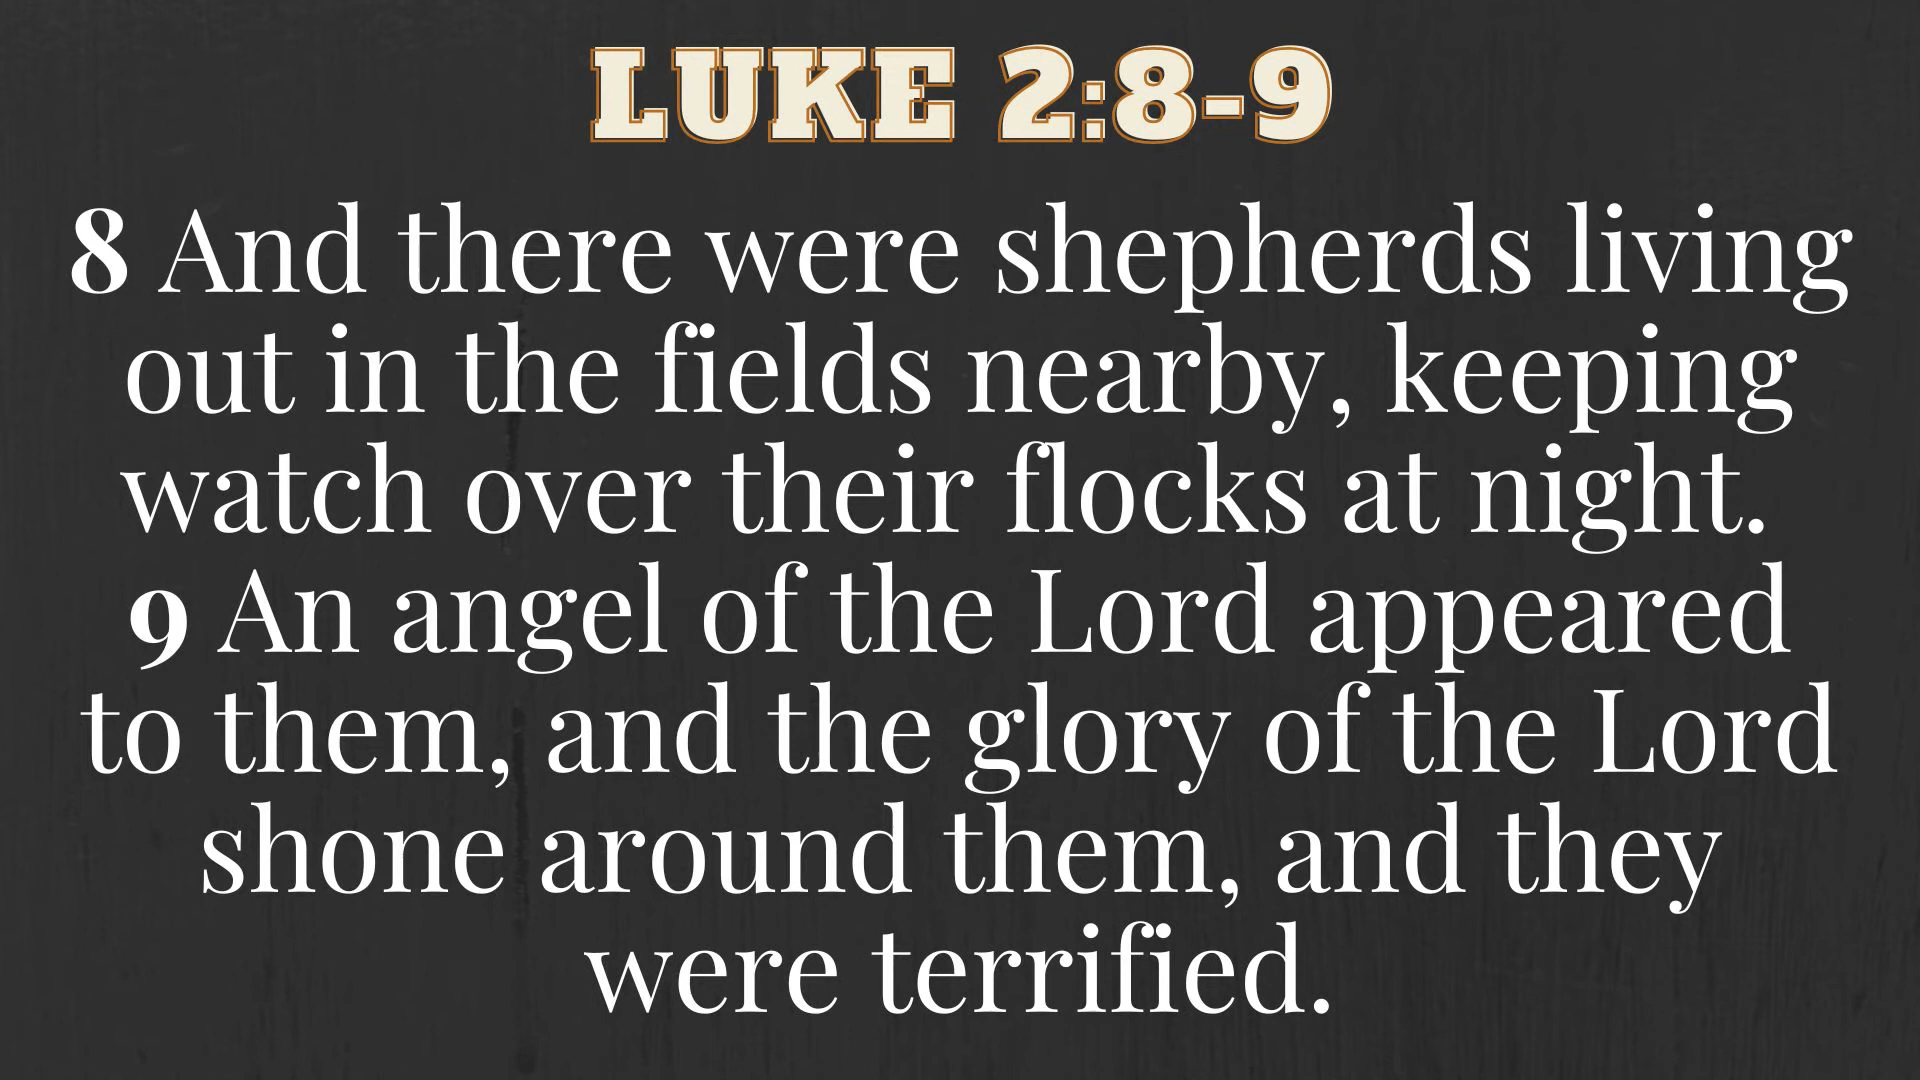 LUKE 2:8-9
8 And there were shepherds living
out in the fields nearby, keeping
watch over their flocks at night.
9 An angel of the Lord appeared
to them, and the glory of the Lord
shone around them, and they
were terrified.